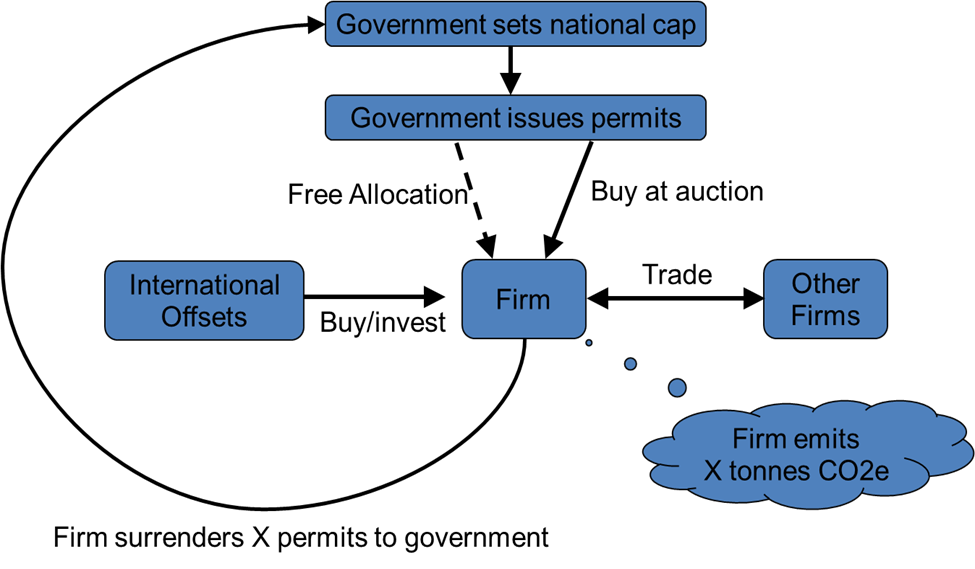 Government sets national cap
Government issues permits
Free Allocation
Buy at auction
International
Offsets
Buy/invest
Firm
Trade
Other
Firms
Firm emits
X tonnes CO2e
Firm surrenders X permits to government